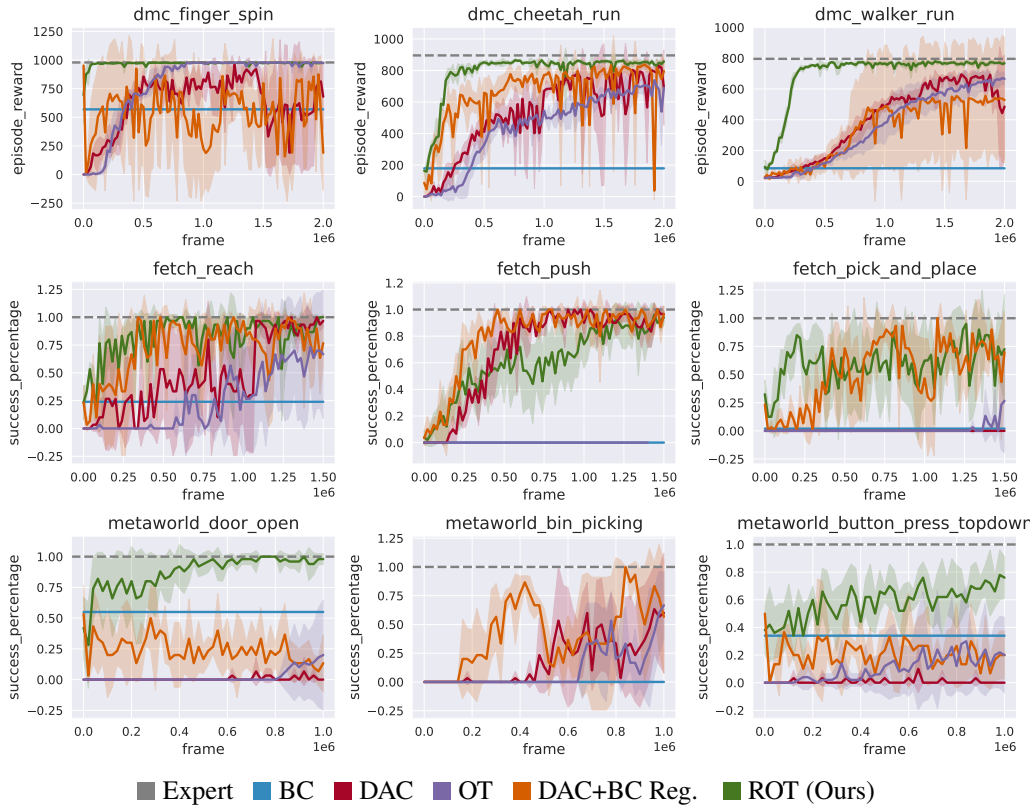 dmc_finger_spin
1250
1000
750
500
250
0
−250
episode_reward
0.0 0.5 1.0 1.5 2.0
frame 1e6
dmc_cheetah_run
1000
800
600
400
200
0
episode_reward
0.0 0.5 1.0 1.5 2.0
frame 1e6
dmc_walker_run
1000
800
600
400
200
0
episode_reward
0.0 0.5 1.0 1.5 2.0
frame 1e6
fetch_reach
1.25
1.00
0.75
0.50
0.25
0.00
−0.25
success_percentage
0.00 0.25 0.50 0.75 1.00 1.25 1.50
frame 1e6
fetch_push
1.2
1.0
0.8
0.6
0.4
0.2
0.0
success_percentage
0.00 0.25 0.50 0.75 1.00 1.25 1.50
frame 1e6
fetch_pick_and_place
1.25
1.00
0.75
0.50
0.25
0.00
−0.25
success_percentage
0.00 0.25 0.50 0.75 1.00 1.25 1.50
frame 1e6
metaworld_door_open
1.00
0.75
0.50
0.25
0.00
−0.25
success_percentage
0.0 0.2 0.4 0.6 0.8 1.0
frame 1e6
metaworld_bin_picking
1.25
1.00
0.75
0.50
0.25
0.00
−0.25
success_percentage
0.0 0.2 0.4 0.6 0.8 1.0
frame 1e6
metaworld_button_press_topdown
1.0
0.8
0.6
0.4
0.2
0.0
−0.2
success_percentage
0.0 0.2 0.4 0.6 0.8 1.0
frame 1e6
Expert BC DAC OT DAC+BC Reg. ROT (Ours)